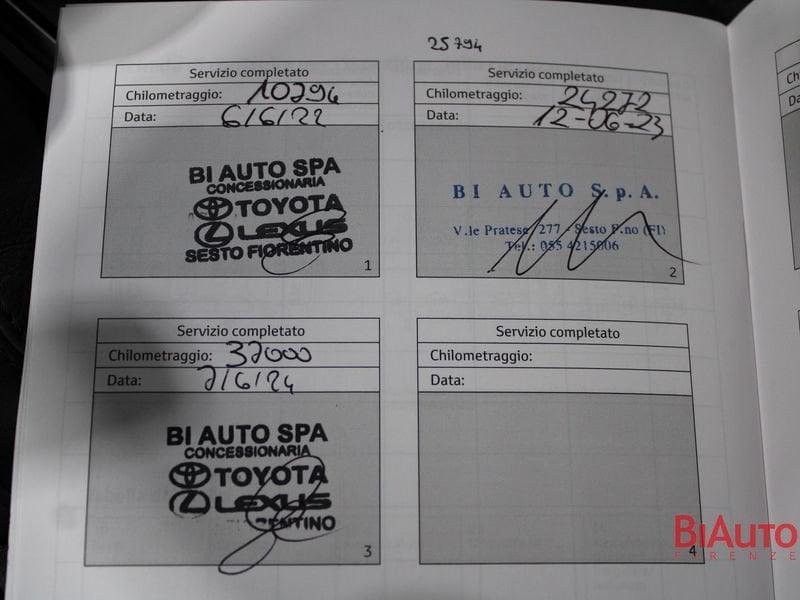 25794
Servizio completato
Chilometraggio: 10794
Data: 6/6/22
BI AUTO SPA
CONCESSIONARIA
TOYOTA
LEXUS
SESTO FIORENTINO
1
Servizio completato
Chilometraggio: 24272
Data: 12-06-23
BI AUTO S.p.A.
V.le Pratese, 277 - Sesto F.no (FI)
Tel.: 055 4215006
2
Servizio completato
Chilometraggio: 37000
Data: 7/6/24
BI AUTO SPA
CONCESSIONARIA
TOYOTA
LEXUS
ENTINO
3
Servizio completato
Chilometraggio:
Data:
4
BIAUTO
FIRENZE